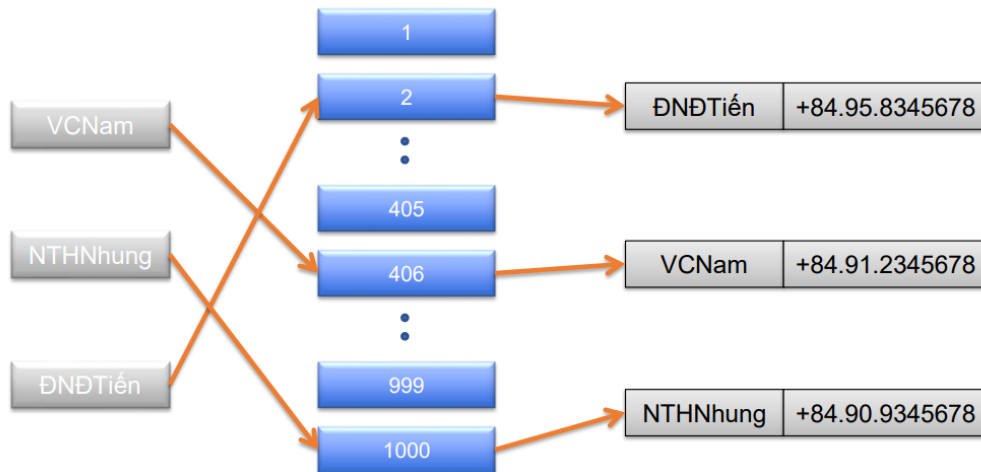 VCNam
NTHNhung
ĐNĐTiến
1
2
405
406
999
1000
ĐNĐTiến +84.95.8345678
VCNam +84.91.2345678
NTHNhung +84.90.9345678